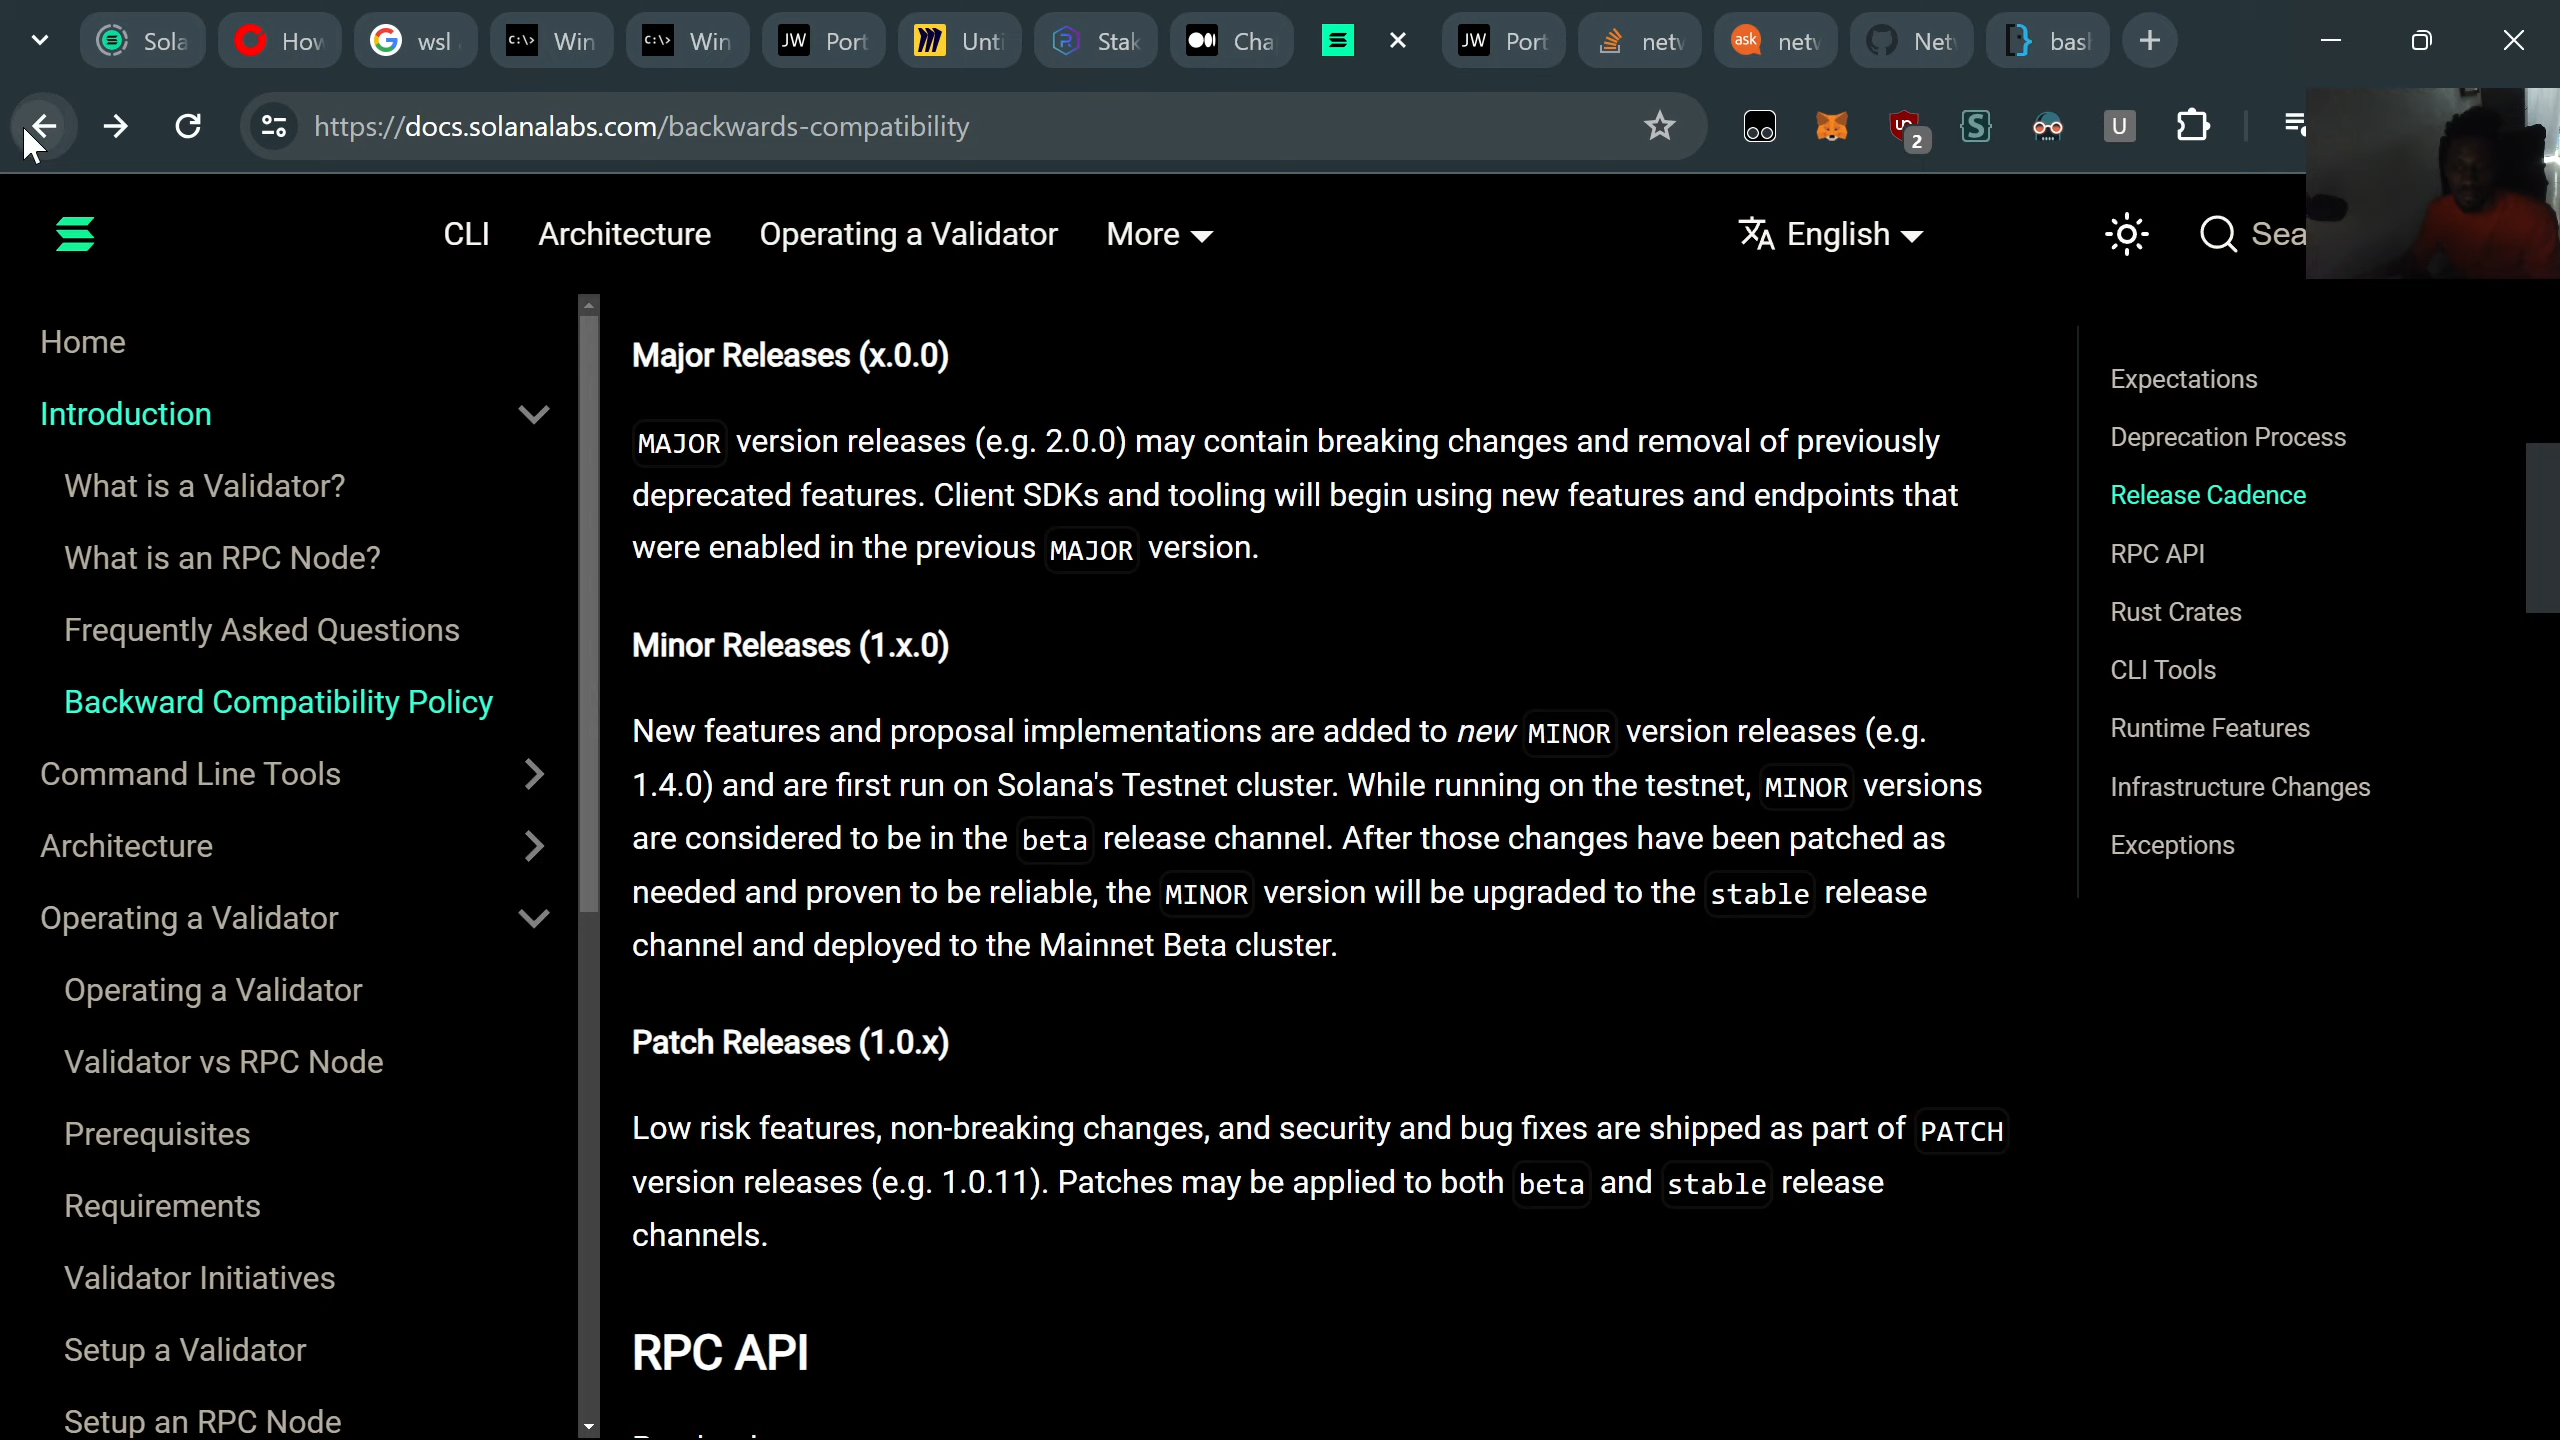 Sola
How
wsl
C:\>
Win
C:\>
Win
JW
Port
Unti
Stak
Cha
JW
Port
netw
ask
netw
Net
bas
https://docs.solanalabs.com/backwards-compatibility
2
U
CLI
Architecture
Operating a Validator
More
English
Sea
Home
Introduction
What is a Validator?
What is an RPC Node?
Frequently Asked Questions
Backward Compatibility Policy
Command Line Tools
Architecture
Operating a Validator
Operating a Validator
Validator vs RPC Node
Prerequisites
Requirements
Validator Initiatives
Setup a Validator
Setup an RPC Node
Major Releases (x.0.0)
MAJOR version releases (e.g. 2.0.0) may contain breaking changes and removal of previously
deprecated features. Client SDKs and tooling will begin using new features and endpoints that
were enabled in the previous MAJOR version.
Minor Releases (1.x.0)
New features and proposal implementations are added to new MINOR version releases (e.g.
1.4.0) and are first run on Solana's Testnet cluster. While running on the testnet, MINOR versions
are considered to be in the beta release channel. After those changes have been patched as
needed and proven to be reliable, the MINOR version will be upgraded to the stable release
channel and deployed to the Mainnet Beta cluster.
Patch Releases (1.0.x)
Low risk features, non-breaking changes, and security and bug fixes are shipped as part of PATCH
version releases (e.g. 1.0.11). Patches may be applied to both beta and stable release
channels.
RPC API
Expectations
Deprecation Process
Release Cadence
RPC API
Rust Crates
CLI Tools
Runtime Features
Infrastructure Changes
Exceptions